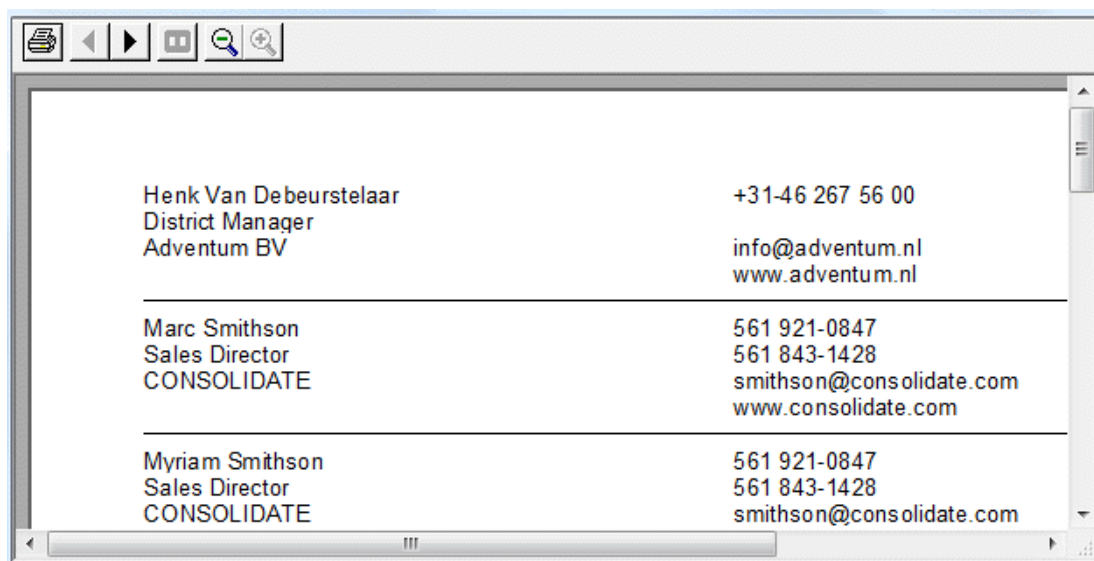 Henk Van Debeurstelaar +31-46 267 56 00
District Manager
Adventum BV info@adventum.nl
www.adventum.nl
Marc Smithson 561 921-0847
Sales Director 561 843-1428
CONSOLIDATE smithson@consolidate.com
www.consolidate.com
Myriam Smithson 561 921-0847
Sales Director 561 843-1428
CONSOLIDATE smithson@consolidate.com